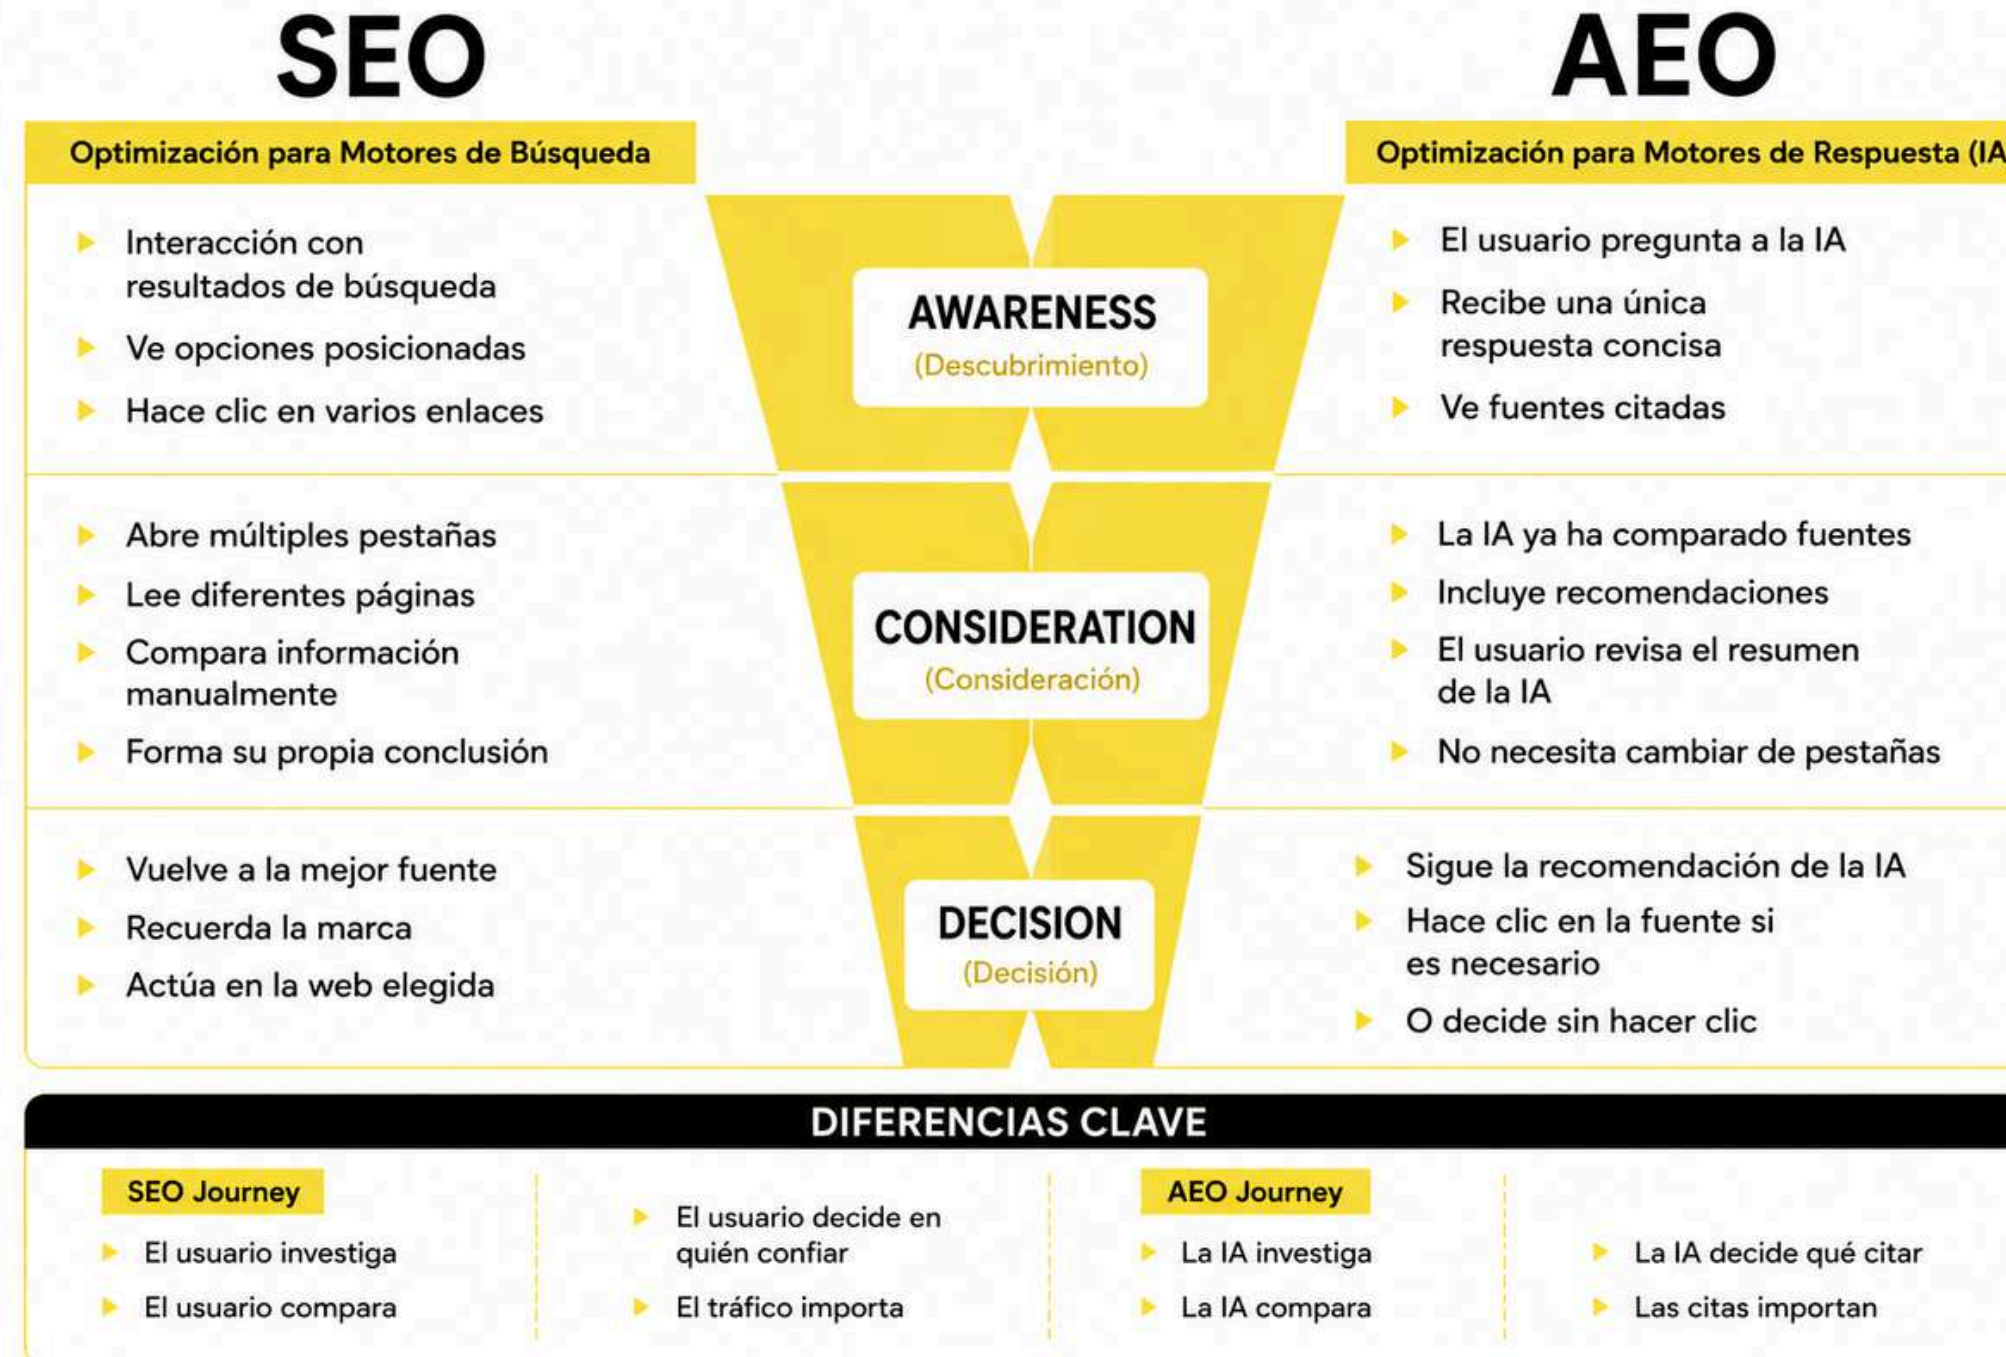 SEO
Optimización para Motores de Búsqueda
Interacción con
resultados de búsqueda
Ve opciones posicionadas
Hace clic en varios enlaces
Abre múltiples pestañas
Lee diferentes páginas
Compara información
manualmente
Forma su propia conclusión
Vuelve a la mejor fuente
Recuerda la marca
Actúa en la web elegida
AWARENESS
(Descubrimiento)
CONSIDERATION
(Consideración)
DECISION
(Decisión)
AEO
Optimización para Motores de Respuesta (IA
El usuario pregunta a la IA
Recibe una única
respuesta concisa
Ve fuentes citadas
La IA ya ha comparado fuentes
Incluye recomendaciones
El usuario revisa el resumen
de la IA
No necesita cambiar de pestañas
Sigue la recomendación de la IA
Hace clic en la fuente si
es necesario
O decide sin hacer clic
DIFERENCIAS CLAVE
SEO Journey
El usuario investiga
El usuario compara
El usuario decide en
quién confiar
El tráfico importa
AEO Journey
La IA investiga
La IA compara
La IA decide qué citar
Las citas importan